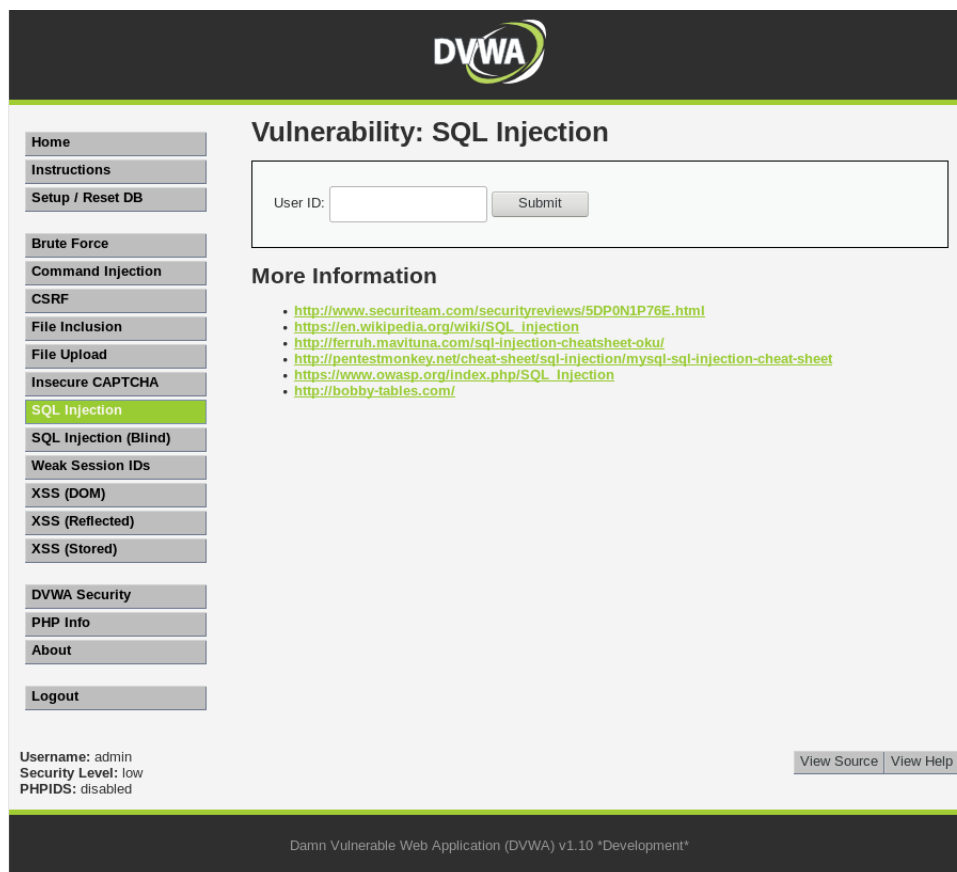 DVWA
Home
Instructions
Setup / Reset DB
Brute Force
Command Injection
CSRF
File Inclusion
File Upload
Insecure CAPTCHA
SQL Injection
SQL Injection (Blind)
Weak Session IDs
XSS (DOM)
XSS (Reflected)
XSS (Stored)
DVWA Security
PHP Info
About
Logout
Vulnerability: SQL Injection
User ID:
Submit
More Information
• http://www.securiteam.com/securityreviews/5DP0N1P76E.html
• https://en.wikipedia.org/wiki/SQL_injection
• http://ferruh.mavituna.com/sql-injection-cheatsheet-oku/
• http://pentestmonkey.net/cheat-sheet/sql-injection/mysql-sql-injection-cheat-sheet
• https://www.owasp.org/index.php/SQL_Injection
• http://bobby-tables.com/
Username: admin
Security Level: low
PHPIDS: disabled
View Source
View Help
Damn Vulnerable Web Application (DVWA) v1.10 *Development*